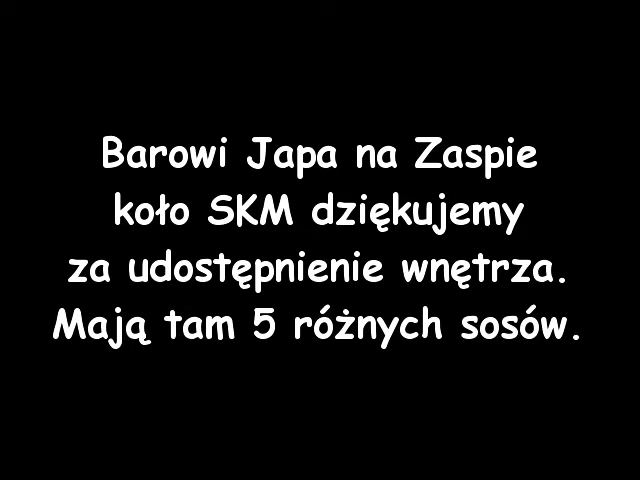 Barowi Japa na Zaspie
koło SKM dziękujemy
za udostępnienie wnętrza.
Mają tam 5 różnych sosów.